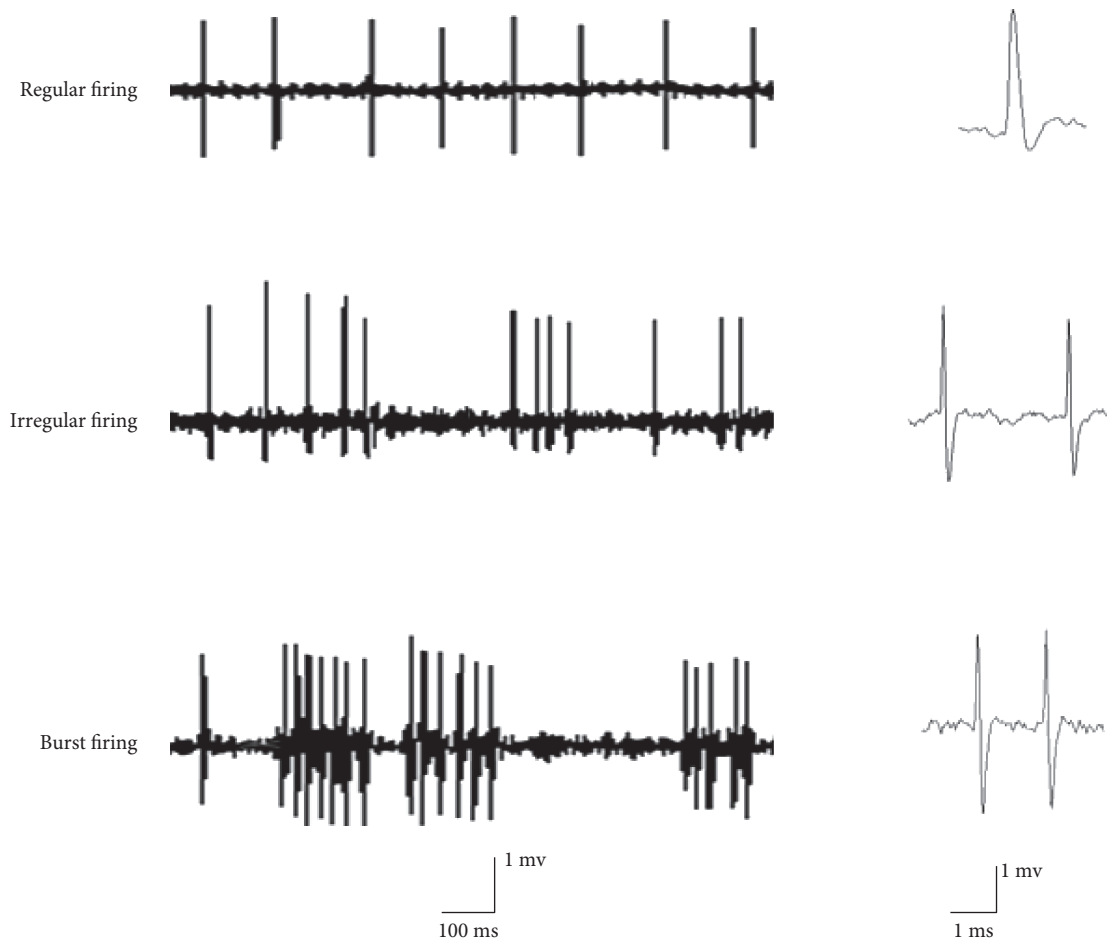 Regular firing
Irregular firing
Burst firing
1 mv
100 ms
1 mv
1 ms